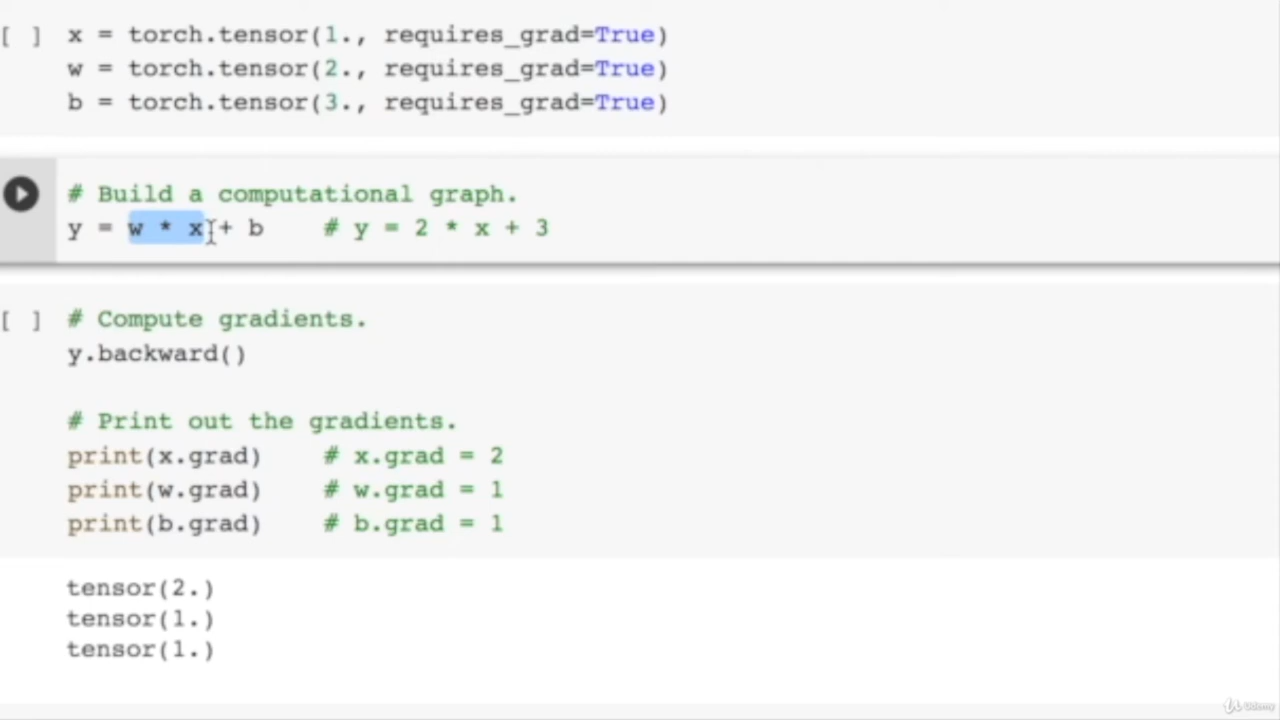 [ ] x = torch.tensor(1., requires_grad=True)
w = torch.tensor(2., requires_grad=True)
b = torch.tensor(3., requires_grad=True)
# Build a computational graph.
y = w * x + b    # y = 2 * x + 3
[ ] # Compute gradients.
y.backward()
# Print out the gradients.
print(x.grad)    # x.grad = 2
print(w.grad)    # w.grad = 1
print(b.grad)    # b.grad = 1
tensor(2.)
tensor(1.)
tensor(1.)
Udemy